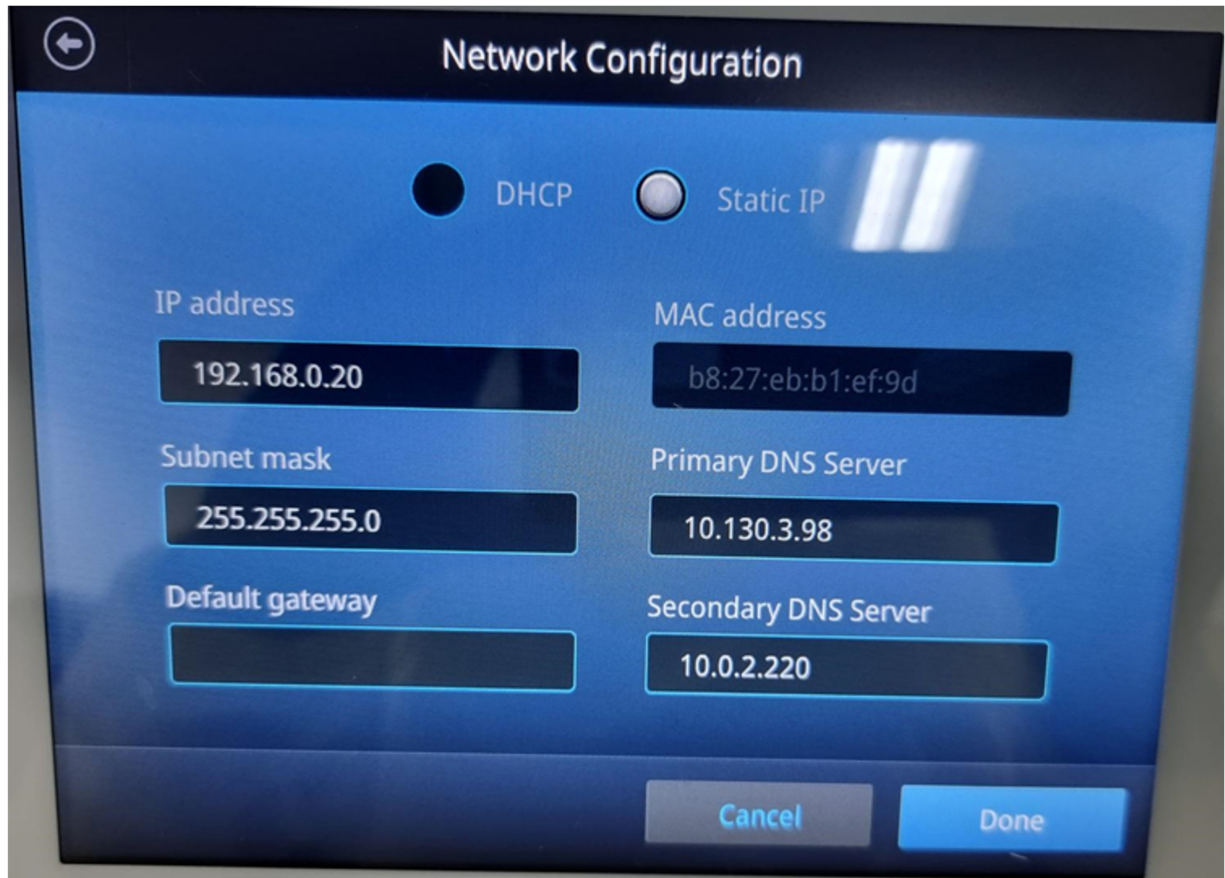 Network Configuration
DHCP
Static IP
IP address
MAC address
192.168.0.20
b8:27:eb:b1:ef:9d
Subnet mask
Primary DNS Server
255.255.255.0
10.130.3.98
Default gateway
Secondary DNS Server
10.0.2.220
Cancel
Done